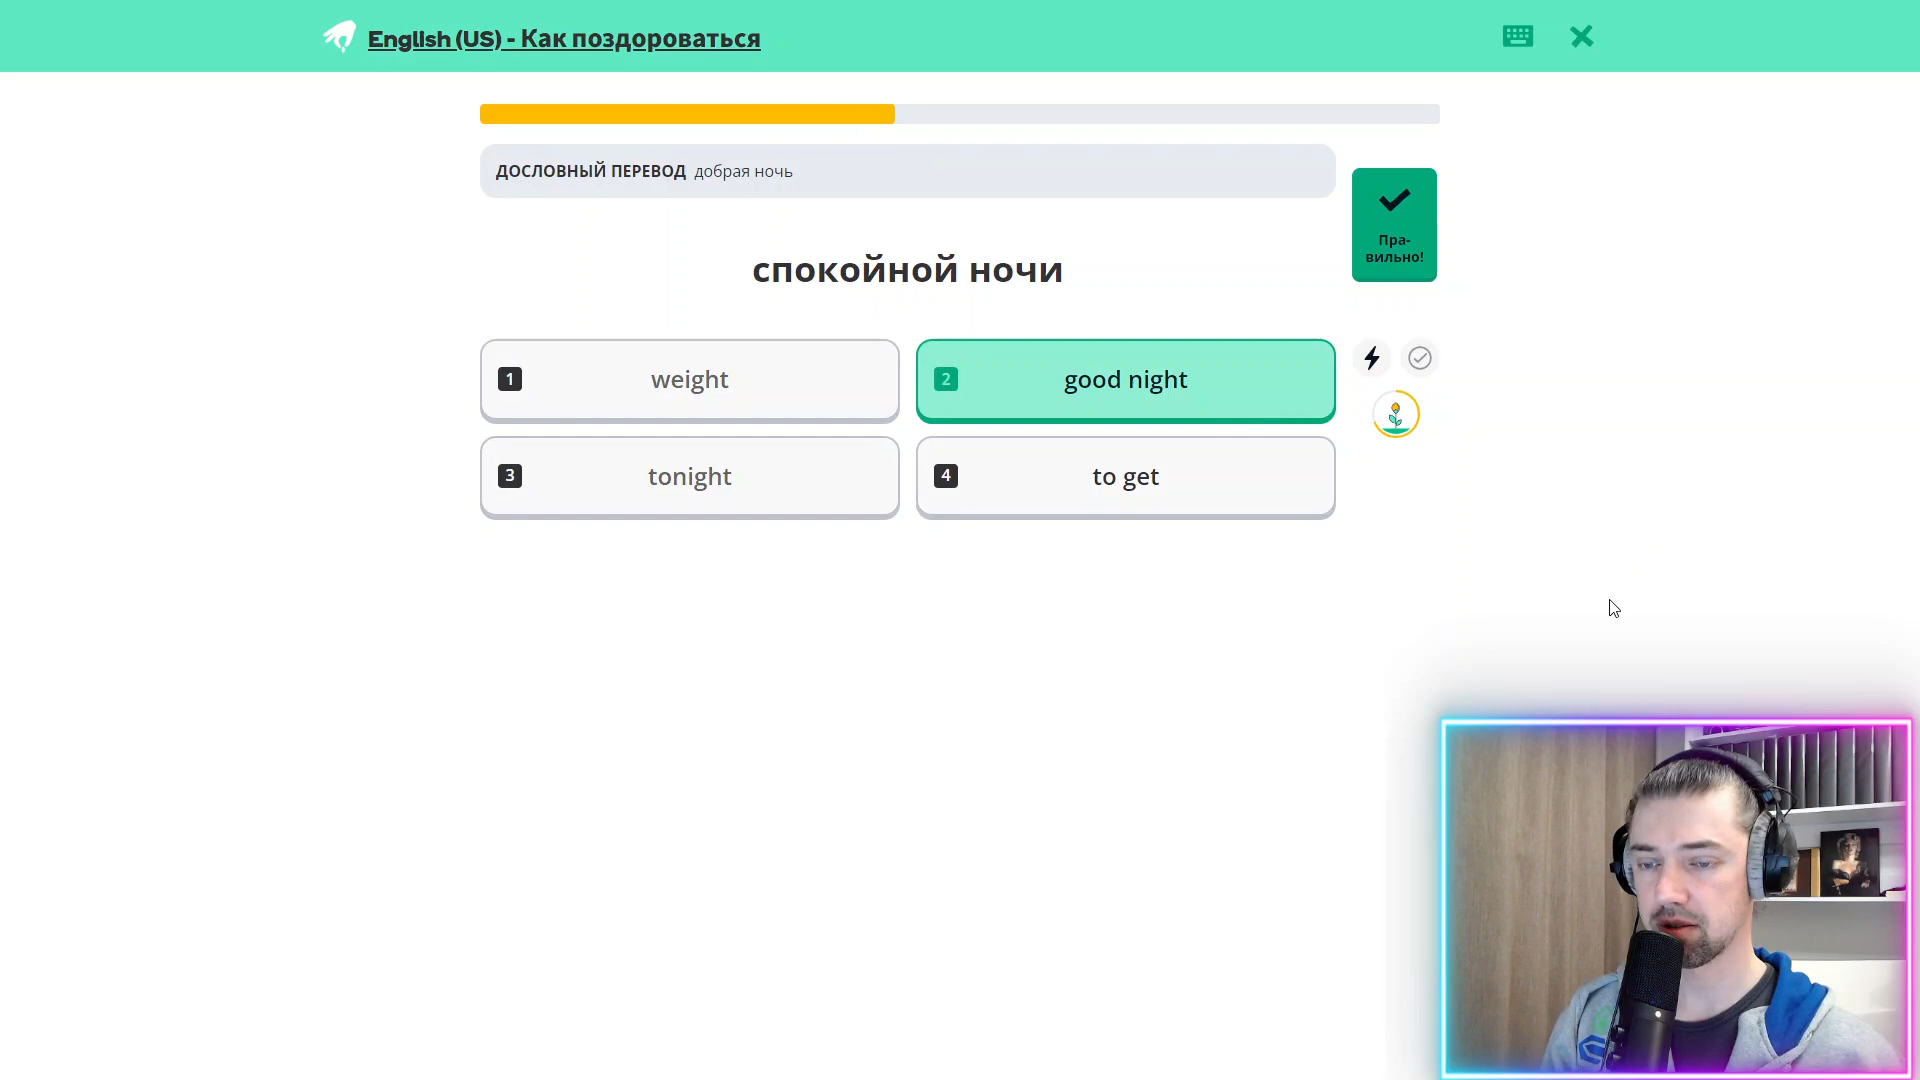 English (US) - Как поздороваться
ДОСЛОВНЫЙ ПЕРЕВОД добрая ночь
Пра-
вильно!
спокойной ночи
1 weight
2 good night
3 tonight
4 to get